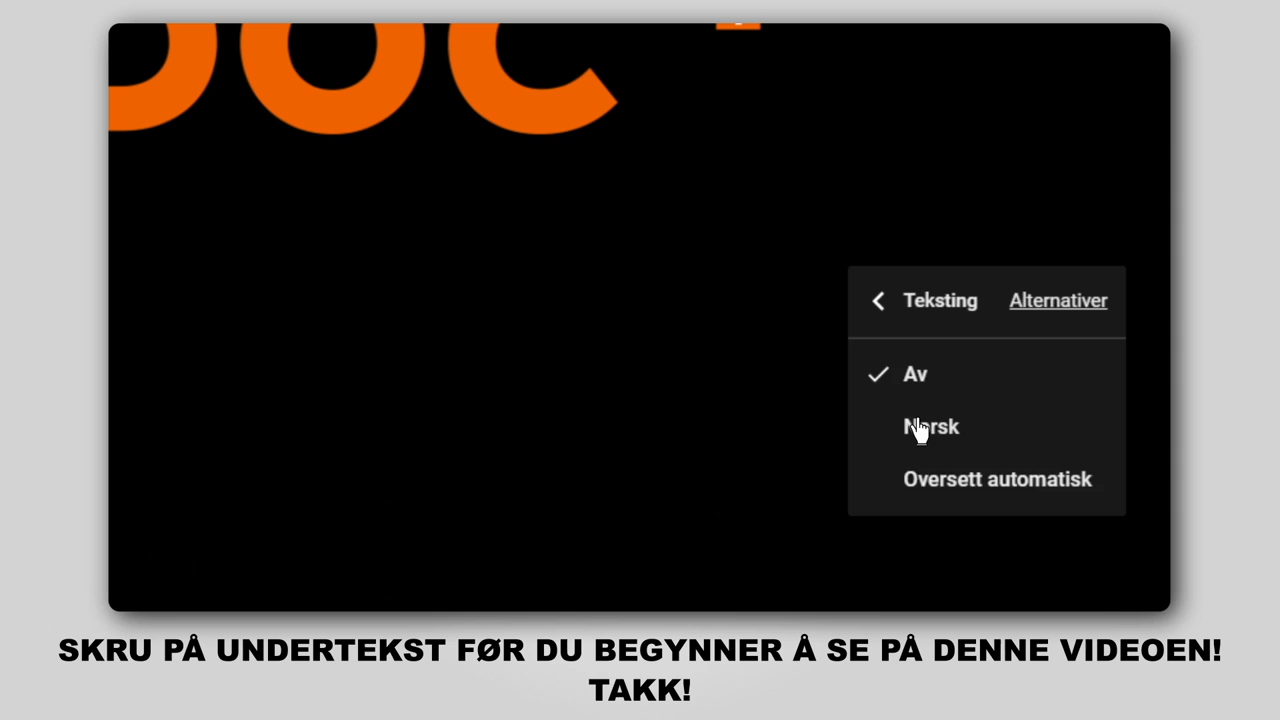 Teksting Alternativer
Av
Norsk
Oversett automatisk
SKRU PÅ UNDERTEKST FØR DU BEGYNNER Å SE PÅ DENNE VIDEOEN!
TAKK!